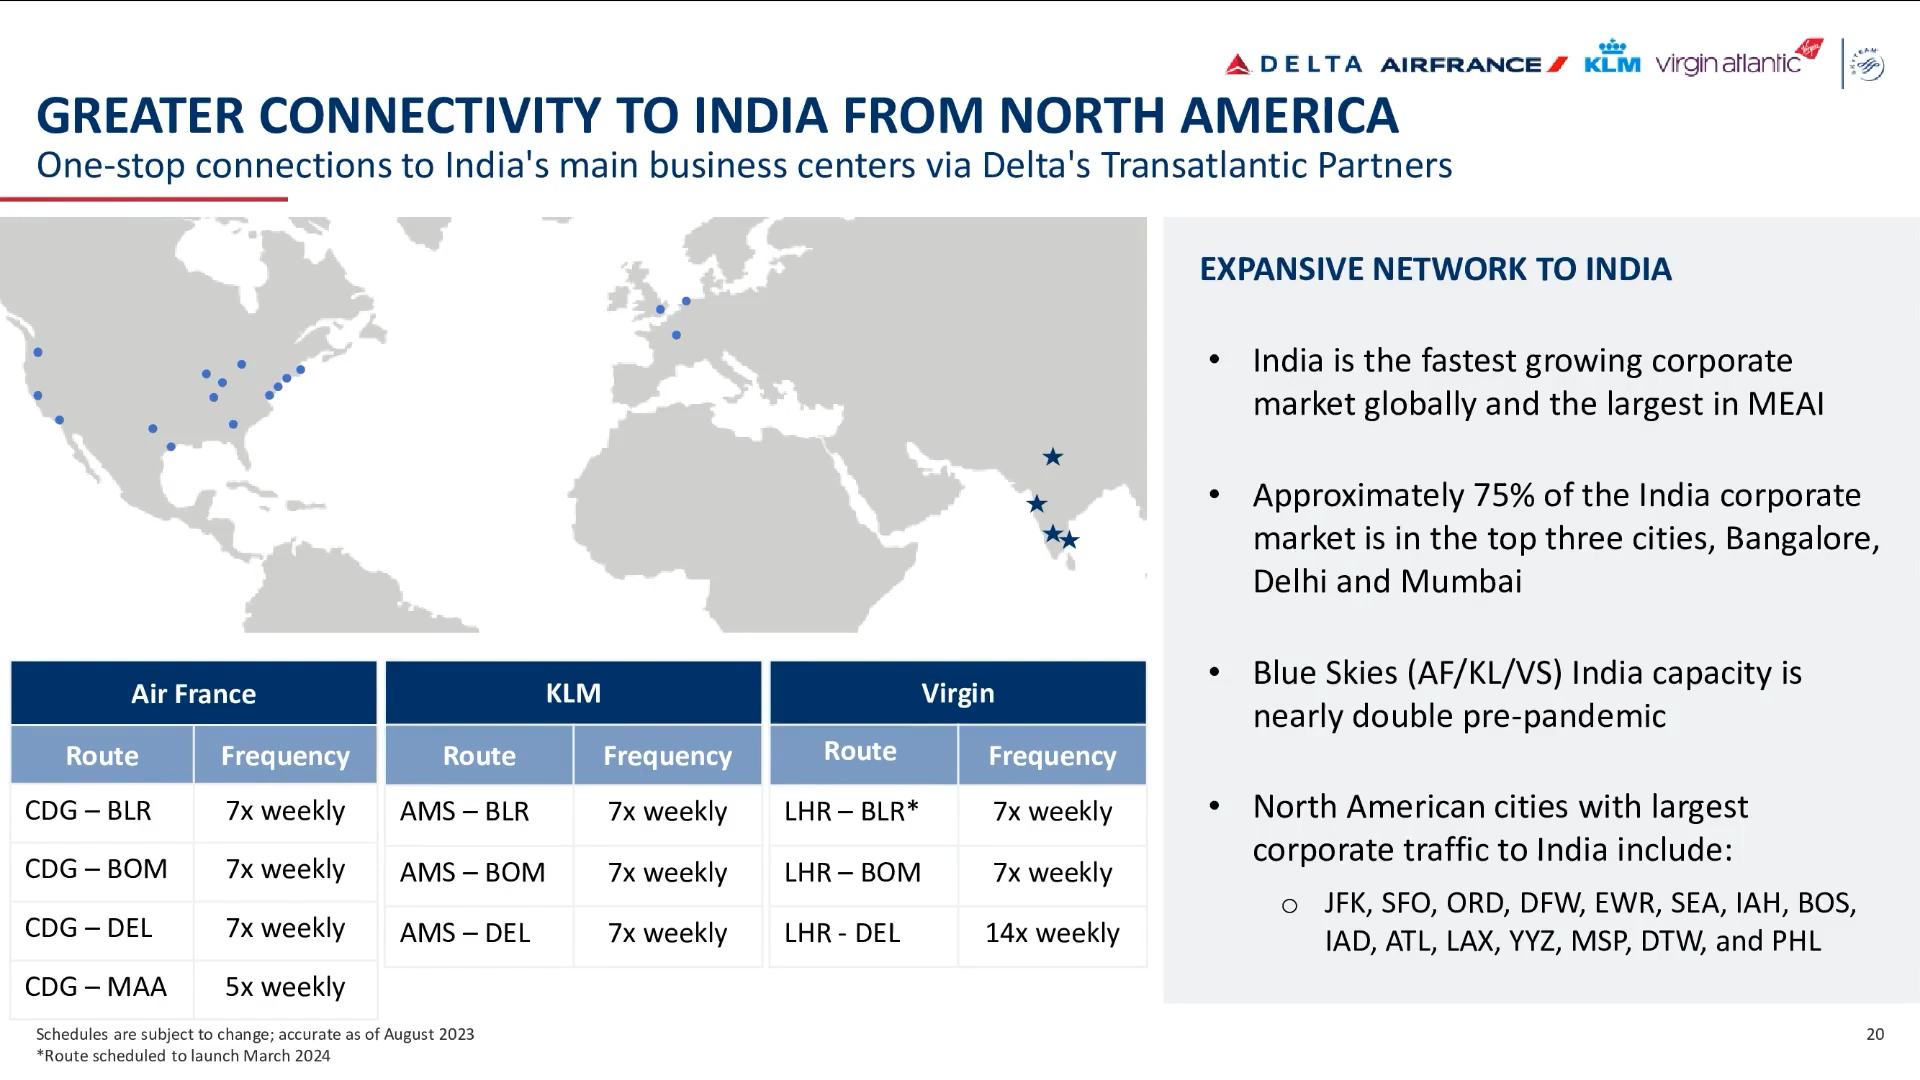 DELTA AIRFRANCE KLM virgin atlantic
GREATER CONNECTIVITY TO INDIA FROM NORTH AMERICA
One-stop connections to India's main business centers via Delta's Transatlantic Partners
EXPANSIVE NETWORK TO INDIA
• India is the fastest growing corporate
market globally and the largest in MEAI
• Approximately 75% of the India corporate
market is in the top three cities, Bangalore,
Delhi and Mumbai
• Blue Skies (AF/KL/VS) India capacity is
nearly double pre-pandemic
• North American cities with largest
corporate traffic to India include:
o JFK, SFO, ORD, DFW, EWR, SEA, IAH, BOS,
IAD, ATL, LAX, YYZ, MSP, DTW, and PHL
Air France
Route Frequency
CDG – BLR 7x weekly
CDG – BOM 7x weekly
CDG – DEL 7x weekly
CDG – MAA 5x weekly
KLM
Route Frequency
AMS – BLR 7x weekly
AMS – BOM 7x weekly
AMS – DEL 7x weekly
Virgin
Route Frequency
LHR – BLR* 7x weekly
LHR – BOM 7x weekly
LHR - DEL 14x weekly
Schedules are subject to change; accurate as of August 2023
*Route scheduled to launch March 2024
20